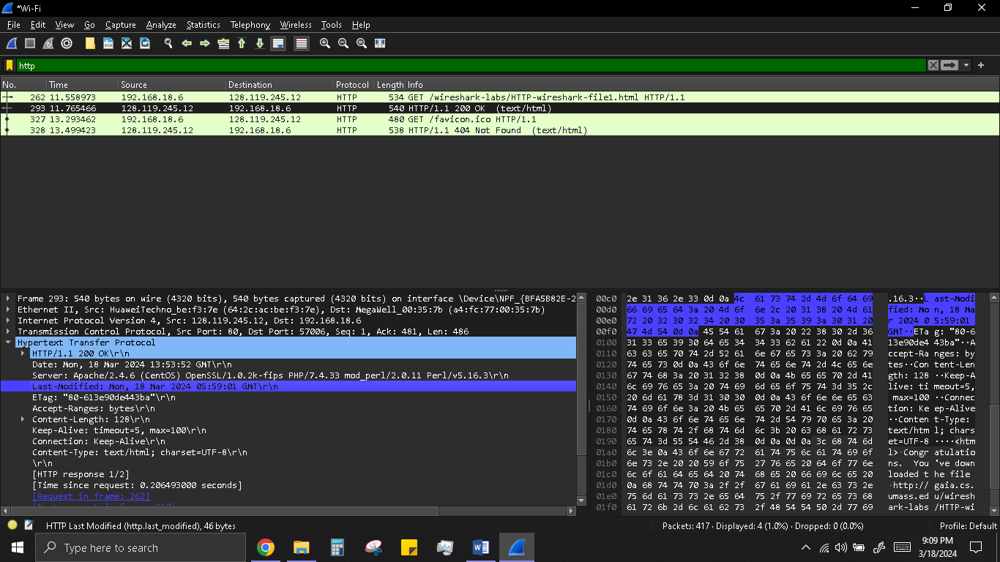 *Wi-Fi
File Edit View Go Capture Analyze Statistics Telephony Wireless Tools Help
http
No. Time Source Destination Protocol Length Info
262 11.558973 192.168.18.6 128.119.245.12 HTTP 534 GET /wireshark-labs/HTTP-wireshark-file1.html HTTP/1.1
293 11.765466 128.119.245.12 192.168.18.6 HTTP 540 HTTP/1.1 200 OK (text/html)
327 13.293462 192.168.18.6 128.119.245.12 HTTP 480 GET /favicon.ico HTTP/1.1
328 13.499423 128.119.245.12 192.168.18.6 HTTP 538 HTTP/1.1 404 Not Found (text/html)
Frame 293: 540 bytes on wire (4320 bits), 540 bytes captured (4320 bits) on interface \Device\NPF_{BFA5B82E-2
Ethernet II, Src: HuaweiTechno_be:f3:7e (64:2c:ac:be:f3:7e), Dst: MegaWell_00:35:7b (a4:fc:77:00:35:7b)
Internet Protocol Version 4, Src: 128.119.245.12, Dst: 192.168.18.6
Transmission Control Protocol, Src Port: 80, Dst Port: 57006, Seq: 1, Ack: 481, Len: 486
Hypertext Transfer Protocol
HTTP/1.1 200 OK\r\n
Date: Mon, 18 Mar 2024 13:53:52 GMT\r\n
Server: Apache/2.4.6 (CentOS) OpenSSL/1.0.2k-fips PHP/7.4.33 mod_perl/2.0.11 Perl/v5.16.3\r\n
Last-Modified: Mon, 18 Mar 2024 05:59:01 GMT\r\n
ETag: "80-613e90de443ba"\r\n
Accept-Ranges: bytes\r\n
Content-Length: 128\r\n
Keep-Alive: timeout=5, max=100\r\n
Connection: Keep-Alive\r\n
Content-Type: text/html; charset=UTF-8\r\n
\r\n
[HTTP response 1/2]
[Time since request: 0.206493000 seconds]
[Request in frame: 262]
00c0 2e 31 36 2e 33 0d 0a 4c 61 73 74 2d 4d 6f 64 69 .16.3··L ast-Modi
00d0 66 69 65 64 3a 20 4d 6f 6e 2c 20 31 38 20 4d 61 fied: Mo n, 18 Ma
00e0 72 20 32 30 32 34 20 30 35 3a 35 39 3a 30 31 20 r 2024 0 5:59:01
00f0 47 4d 54 0d 0a 45 54 61 67 3a 20 22 38 30 2d 36 GMT··ETa g: "80-6
0100 31 33 65 39 30 64 65 34 34 33 62 61 22 0d 0a 41 13e90de4 43ba"··A
0110 63 63 65 70 74 2d 52 61 6e 67 65 73 3a 20 62 79 ccept-Ra nges: by
0120 74 65 73 0d 0a 43 6f 6e 74 65 6e 74 2d 4c 65 6e tes··Con tent-Len
0130 67 74 68 3a 20 31 32 38 0d 0a 4b 65 65 70 2d 41 gth: 128 ··Keep-A
0140 6c 69 76 65 3a 20 74 69 6d 65 6f 75 74 3d 35 2c live: ti meout=5,
0150 20 6d 61 78 3d 31 30 30 0d 0a 43 6f 6e 6e 65 63 max=100 ··Connec
0160 74 69 6f 6e 3a 20 4b 65 65 70 2d 41 6c 69 76 65 tion: Ke ep-Alive
0170 0d 0a 43 6f 6e 74 65 6e 74 2d 54 79 70 65 3a 20 ··Conten t-Type:
0180 74 65 78 74 2f 68 74 6d 6c 3b 20 63 68 61 72 73 text/htm l; chars
0190 65 74 3d 55 54 46 2d 38 0d 0a 0d 0a 3c 68 74 6d et=UTF-8 ····<htm
01a0 6c 3e 0a 43 6f 6e 67 72 61 74 75 6c 61 74 69 6f l>·Congr atulatio
01b0 6e 73 2e 20 20 59 6f 75 27 76 65 20 64 6f 77 6e ns. You 've down
01c0 6c 6f 61 64 65 64 20 74 68 65 20 66 69 6c 65 20 loaded t he file
01d0 0a 68 74 74 70 3a 2f 2f 67 61 69 61 2e 63 73 2e ·http:// gaia.cs.
01e0 75 6d 61 73 73 2e 65 64 75 2f 77 69 72 65 73 68 umass.ed u/wiresh
01f0 61 72 6b 2d 6c 61 62 73 2f 48 54 54 50 2d 77 69 ark-labs /HTTP-wi
HTTP Last Modified (http.last_modified), 46 bytes
Packets: 417 · Displayed: 4 (1.0%) · Dropped: 0 (0.0%)
Profile: Default
Type here to search
9:09 PM
3/18/2024